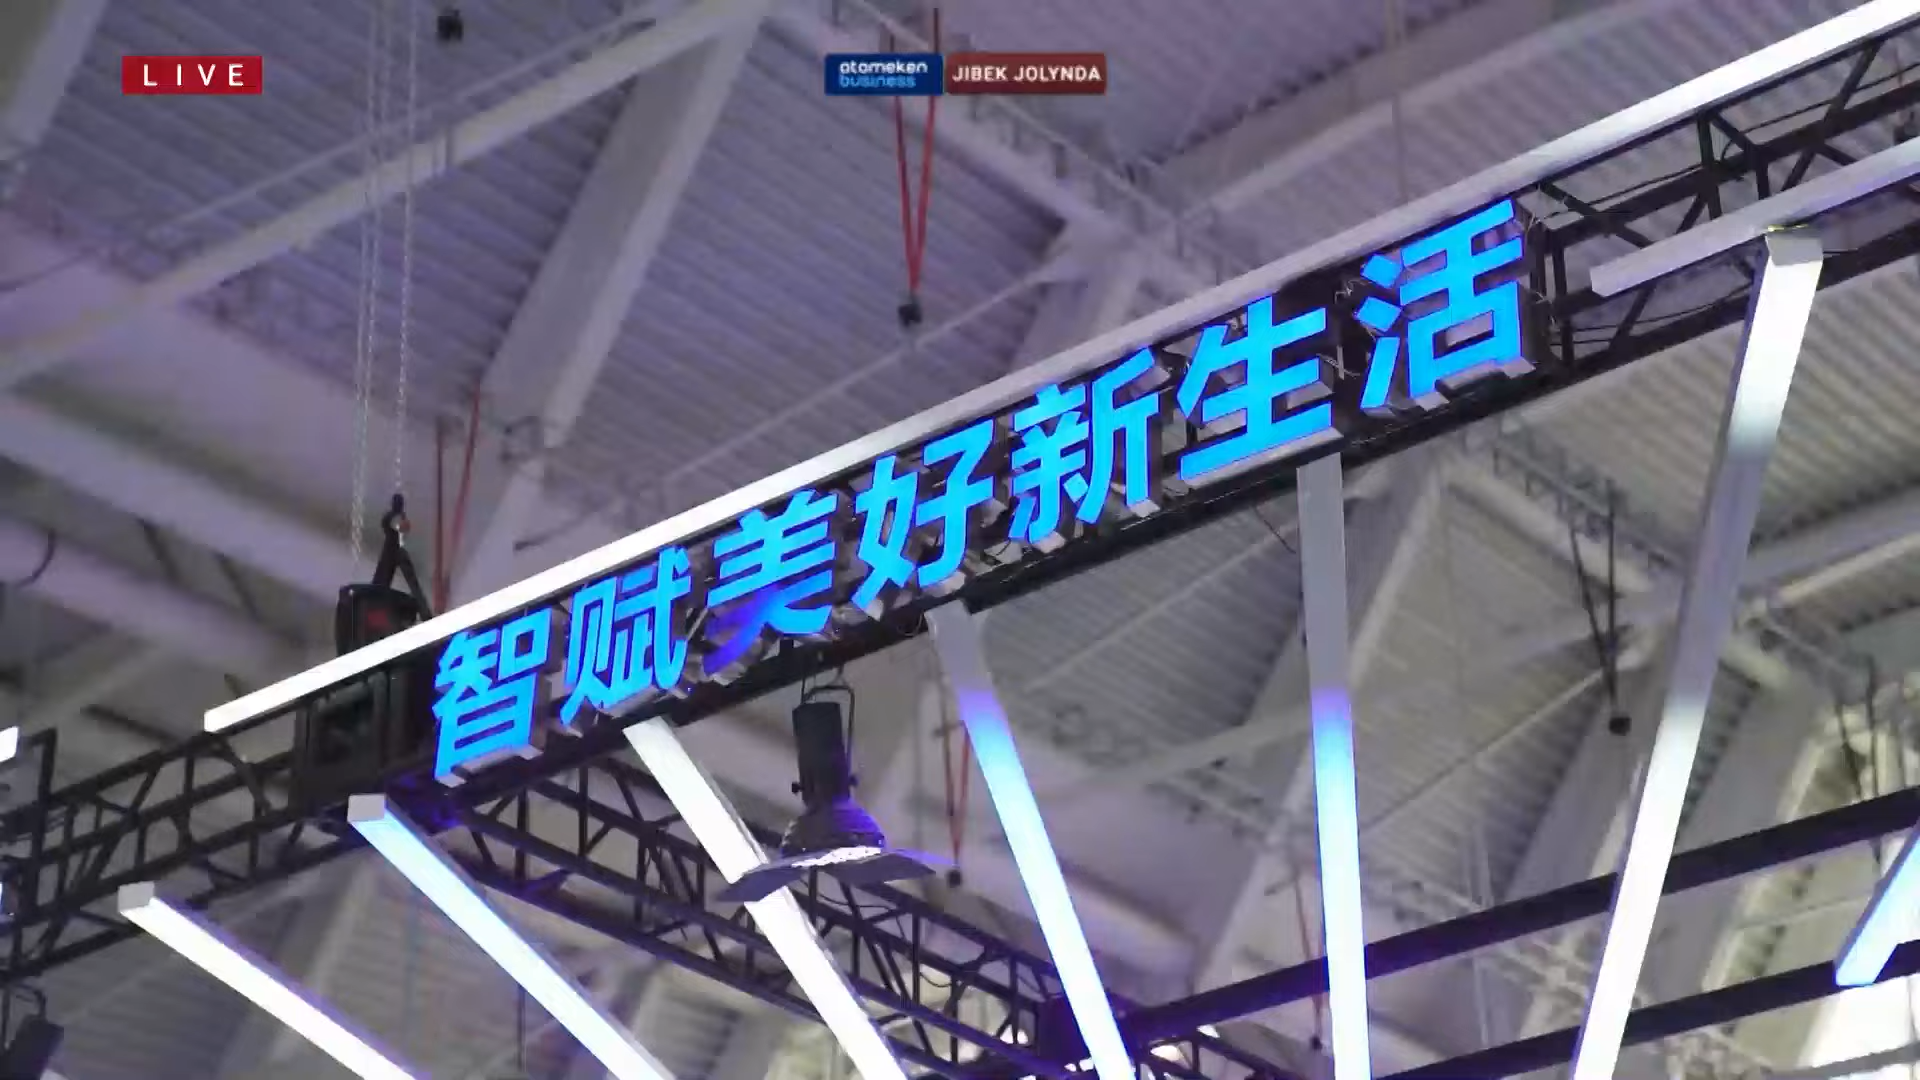 LIVE
atameken
business
JIBEK JOLYNDA
智赋美好新生活